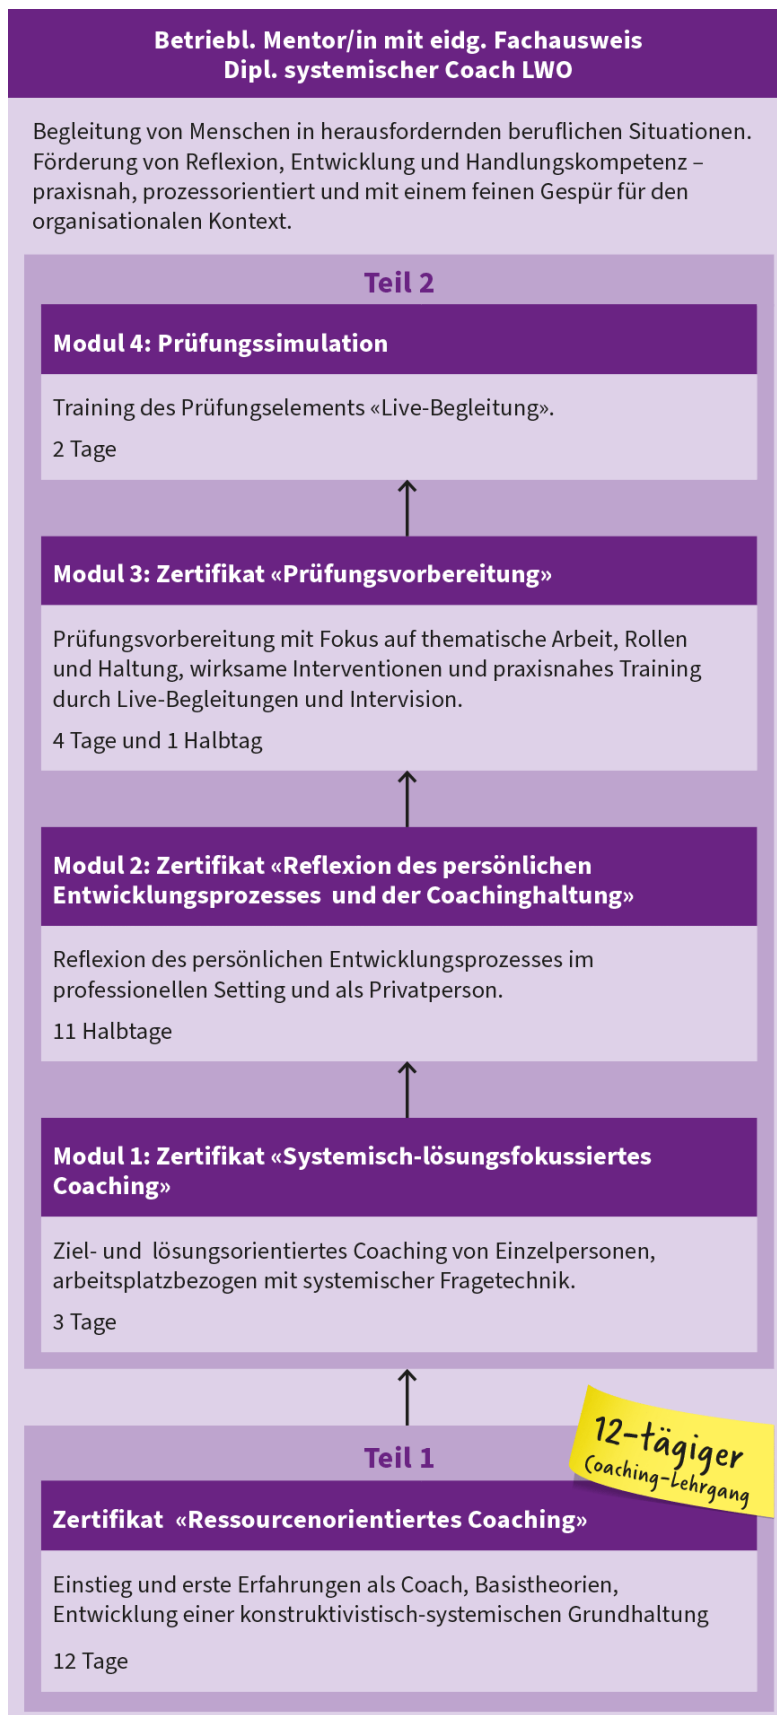 Betriebl. Mentor/in mit eidg. Fachausweis
Dipl. systemischer Coach LWO
Begleitung von Menschen in herausfordernden beruflichen Situationen.
Förderung von Reflexion, Entwicklung und Handlungskompetenz –
praxisnah, prozessorientiert und mit einem feinen Gespür für den
organisationalen Kontext.
Teil 2
Modul 4: Prüfungssimulation
Training des Prüfungselements «Live-Begleitung».
2 Tage
Modul 3: Zertifikat «Prüfungsvorbereitung»
Prüfungsvorbereitung mit Fokus auf thematische Arbeit, Rollen
und Haltung, wirksame Interventionen und praxisnahes Training
durch Live-Begleitungen und Intervision.
4 Tage und 1 Halbtag
Modul 2: Zertifikat «Reflexion des persönlichen
Entwicklungsprozesses und der Coachinghaltung»
Reflexion des persönlichen Entwicklungsprozesses im
professionellen Setting und als Privatperson.
11 Halbtage
Modul 1: Zertifikat «Systemisch-lösungsfokussiertes
Coaching»
Ziel- und lösungsorientiertes Coaching von Einzelpersonen,
arbeitsplatzbezogen mit systemischer Fragetechnik.
3 Tage
12-tägiger
Coaching-Lehrgang
Teil 1
Zertifikat «Ressourcenorientiertes Coaching»
Einstieg und erste Erfahrungen als Coach, Basistheorien,
Entwicklung einer konstruktivistisch-systemischen Grundhaltung
12 Tage